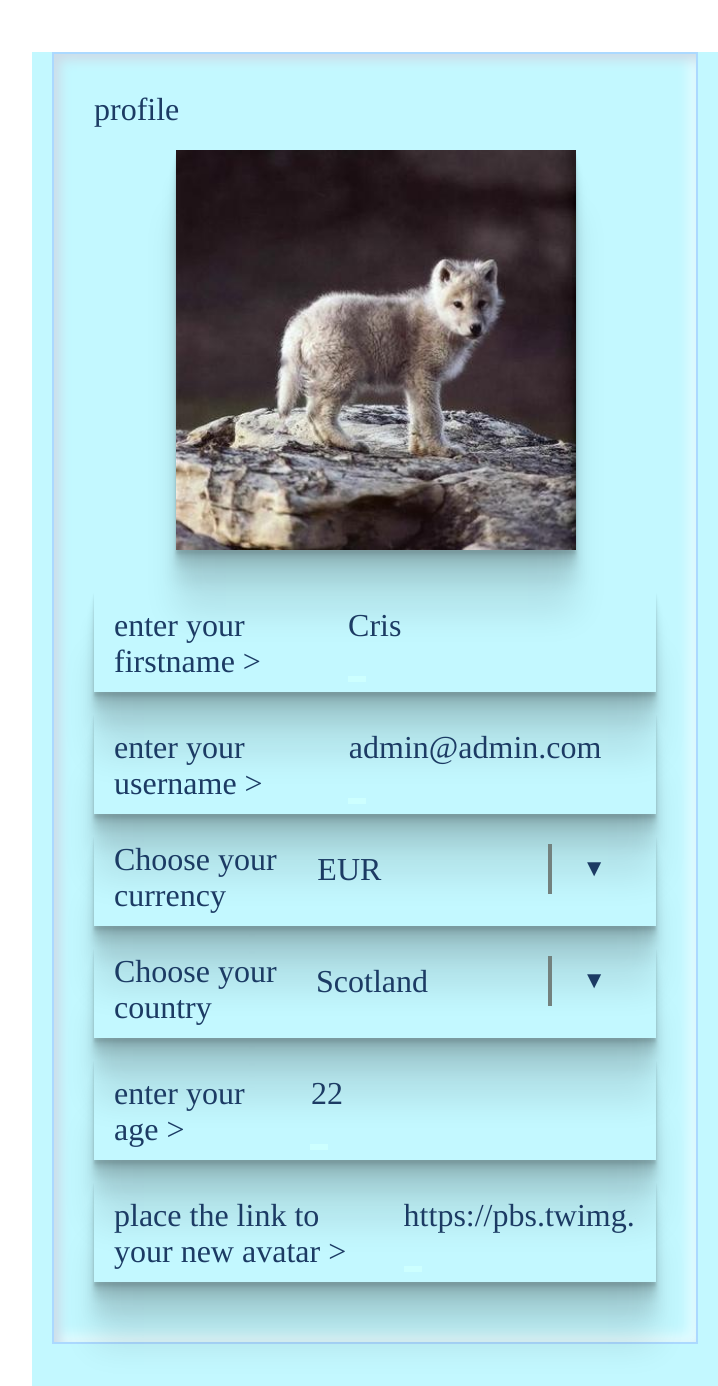 profile
enter your
firstname >
Cris
enter your
username >
admin@admin.com
Choose your
currency
EUR
▼
Choose your
country
Scotland
▼
enter your
age >
22
place the link to
your new avatar >
https://pbs.twimg.